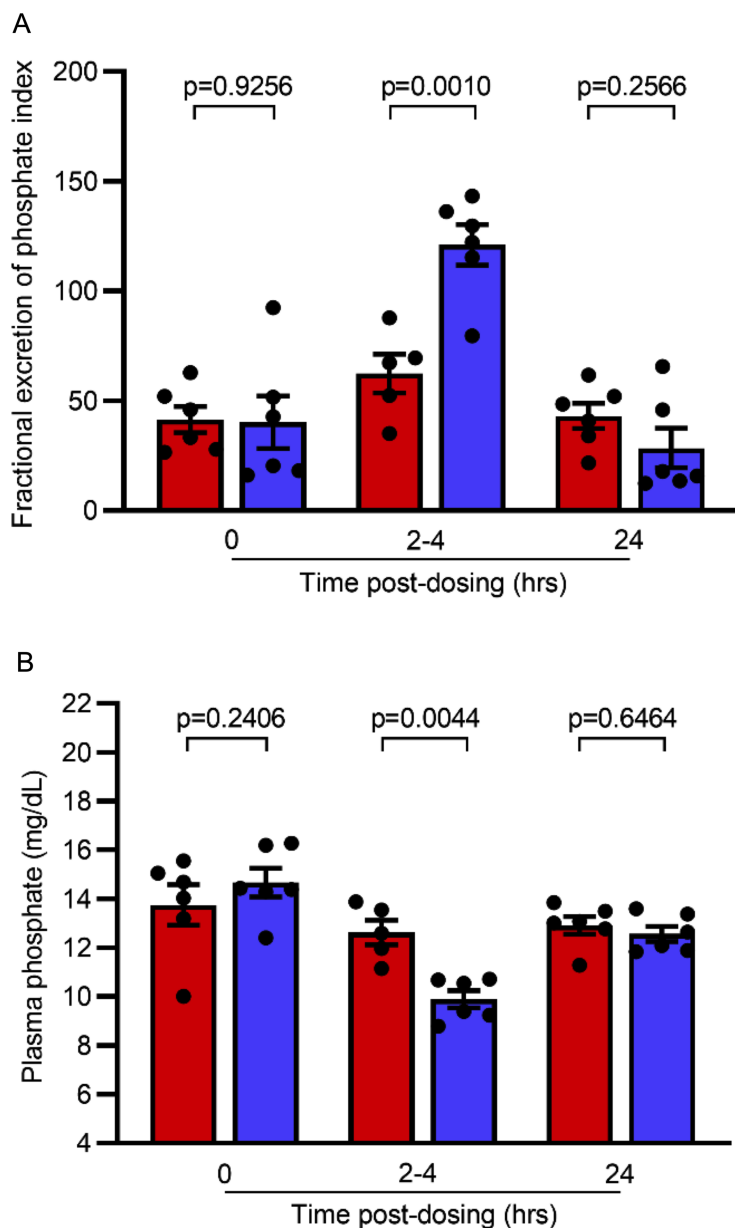 A
Fractional excretion of phosphate index
200
150
100
50
0
p=0.9256
p=0.0010
p=0.2566
0
2-4
24
Time post-dosing (hrs)
B
Plasma phosphate (mg/dL)
22
20
18
16
14
12
10
8
6
4
p=0.2406
p=0.0044
p=0.6464
0
2-4
24
Time post-dosing (hrs)